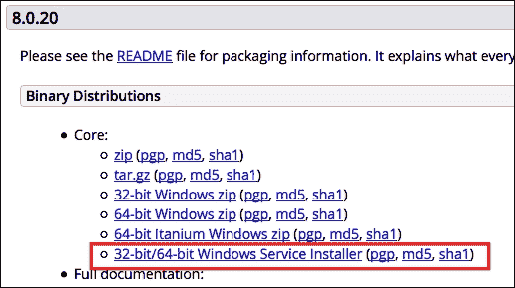 8.0.20
Please see the README file for packaging information. It explains what every
Binary Distributions
• Core:
○ zip (pgp, md5, sha1)
○ tar.gz (pgp, md5, sha1)
○ 32-bit Windows zip (pgp, md5, sha1)
○ 64-bit Windows zip (pgp, md5, sha1)
○ 64-bit Itanium Windows zip (pgp, md5, sha1)
○ 32-bit/64-bit Windows Service Installer (pgp, md5, sha1)
• Full documentation: